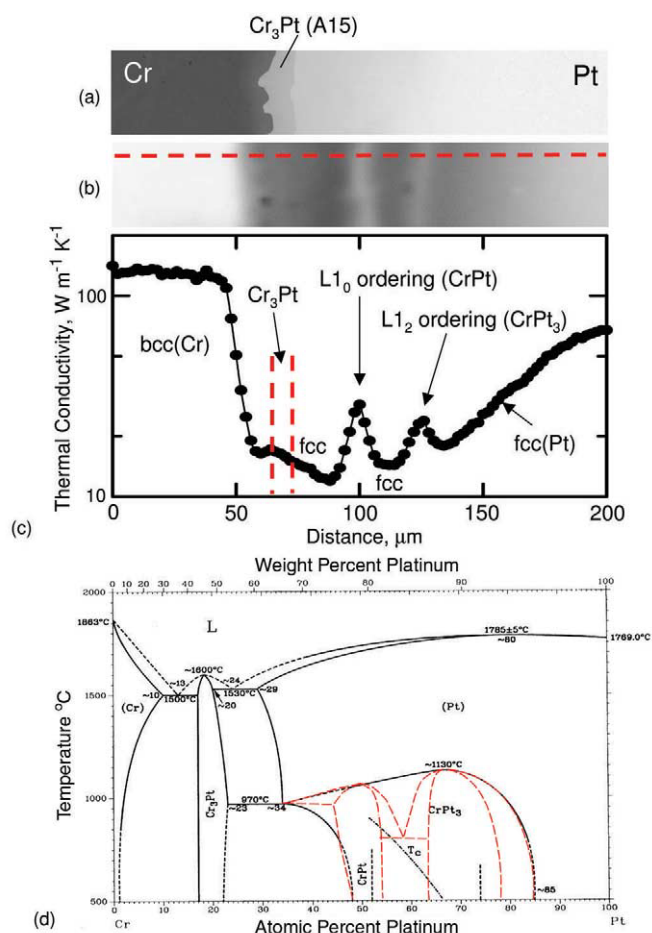 Cr₃Pt (A15)
Cr
Pt
(a)
(b)
Thermal Conductivity, W m⁻¹ K⁻¹
100
10
bcc(Cr)
Cr₃Pt
fcc
L1₀ ordering (CrPt)
L1₂ ordering (CrPt₃)
fcc
fcc(Pt)
0 50 100 150 200
(c)
Distance, μm
Weight Percent Platinum
0 10 20 30 40 50 60 70 80 90 100
2000
1863°C
L
~1600°C
1785±5°C
~80
1769.0°C
~13
~24
1500
~10
1500°C
1530°C
~29
~20
(Cr)
(Pt)
Temperature °C
~1130°C
1000
970°C
~23
~34
Cr₃Pt
CrPt₃
CrPt
T_C
~85
500
0 10 20 30 40 50 60 70 80 90 100
(d)
Cr
Atomic Percent Platinum
Pt